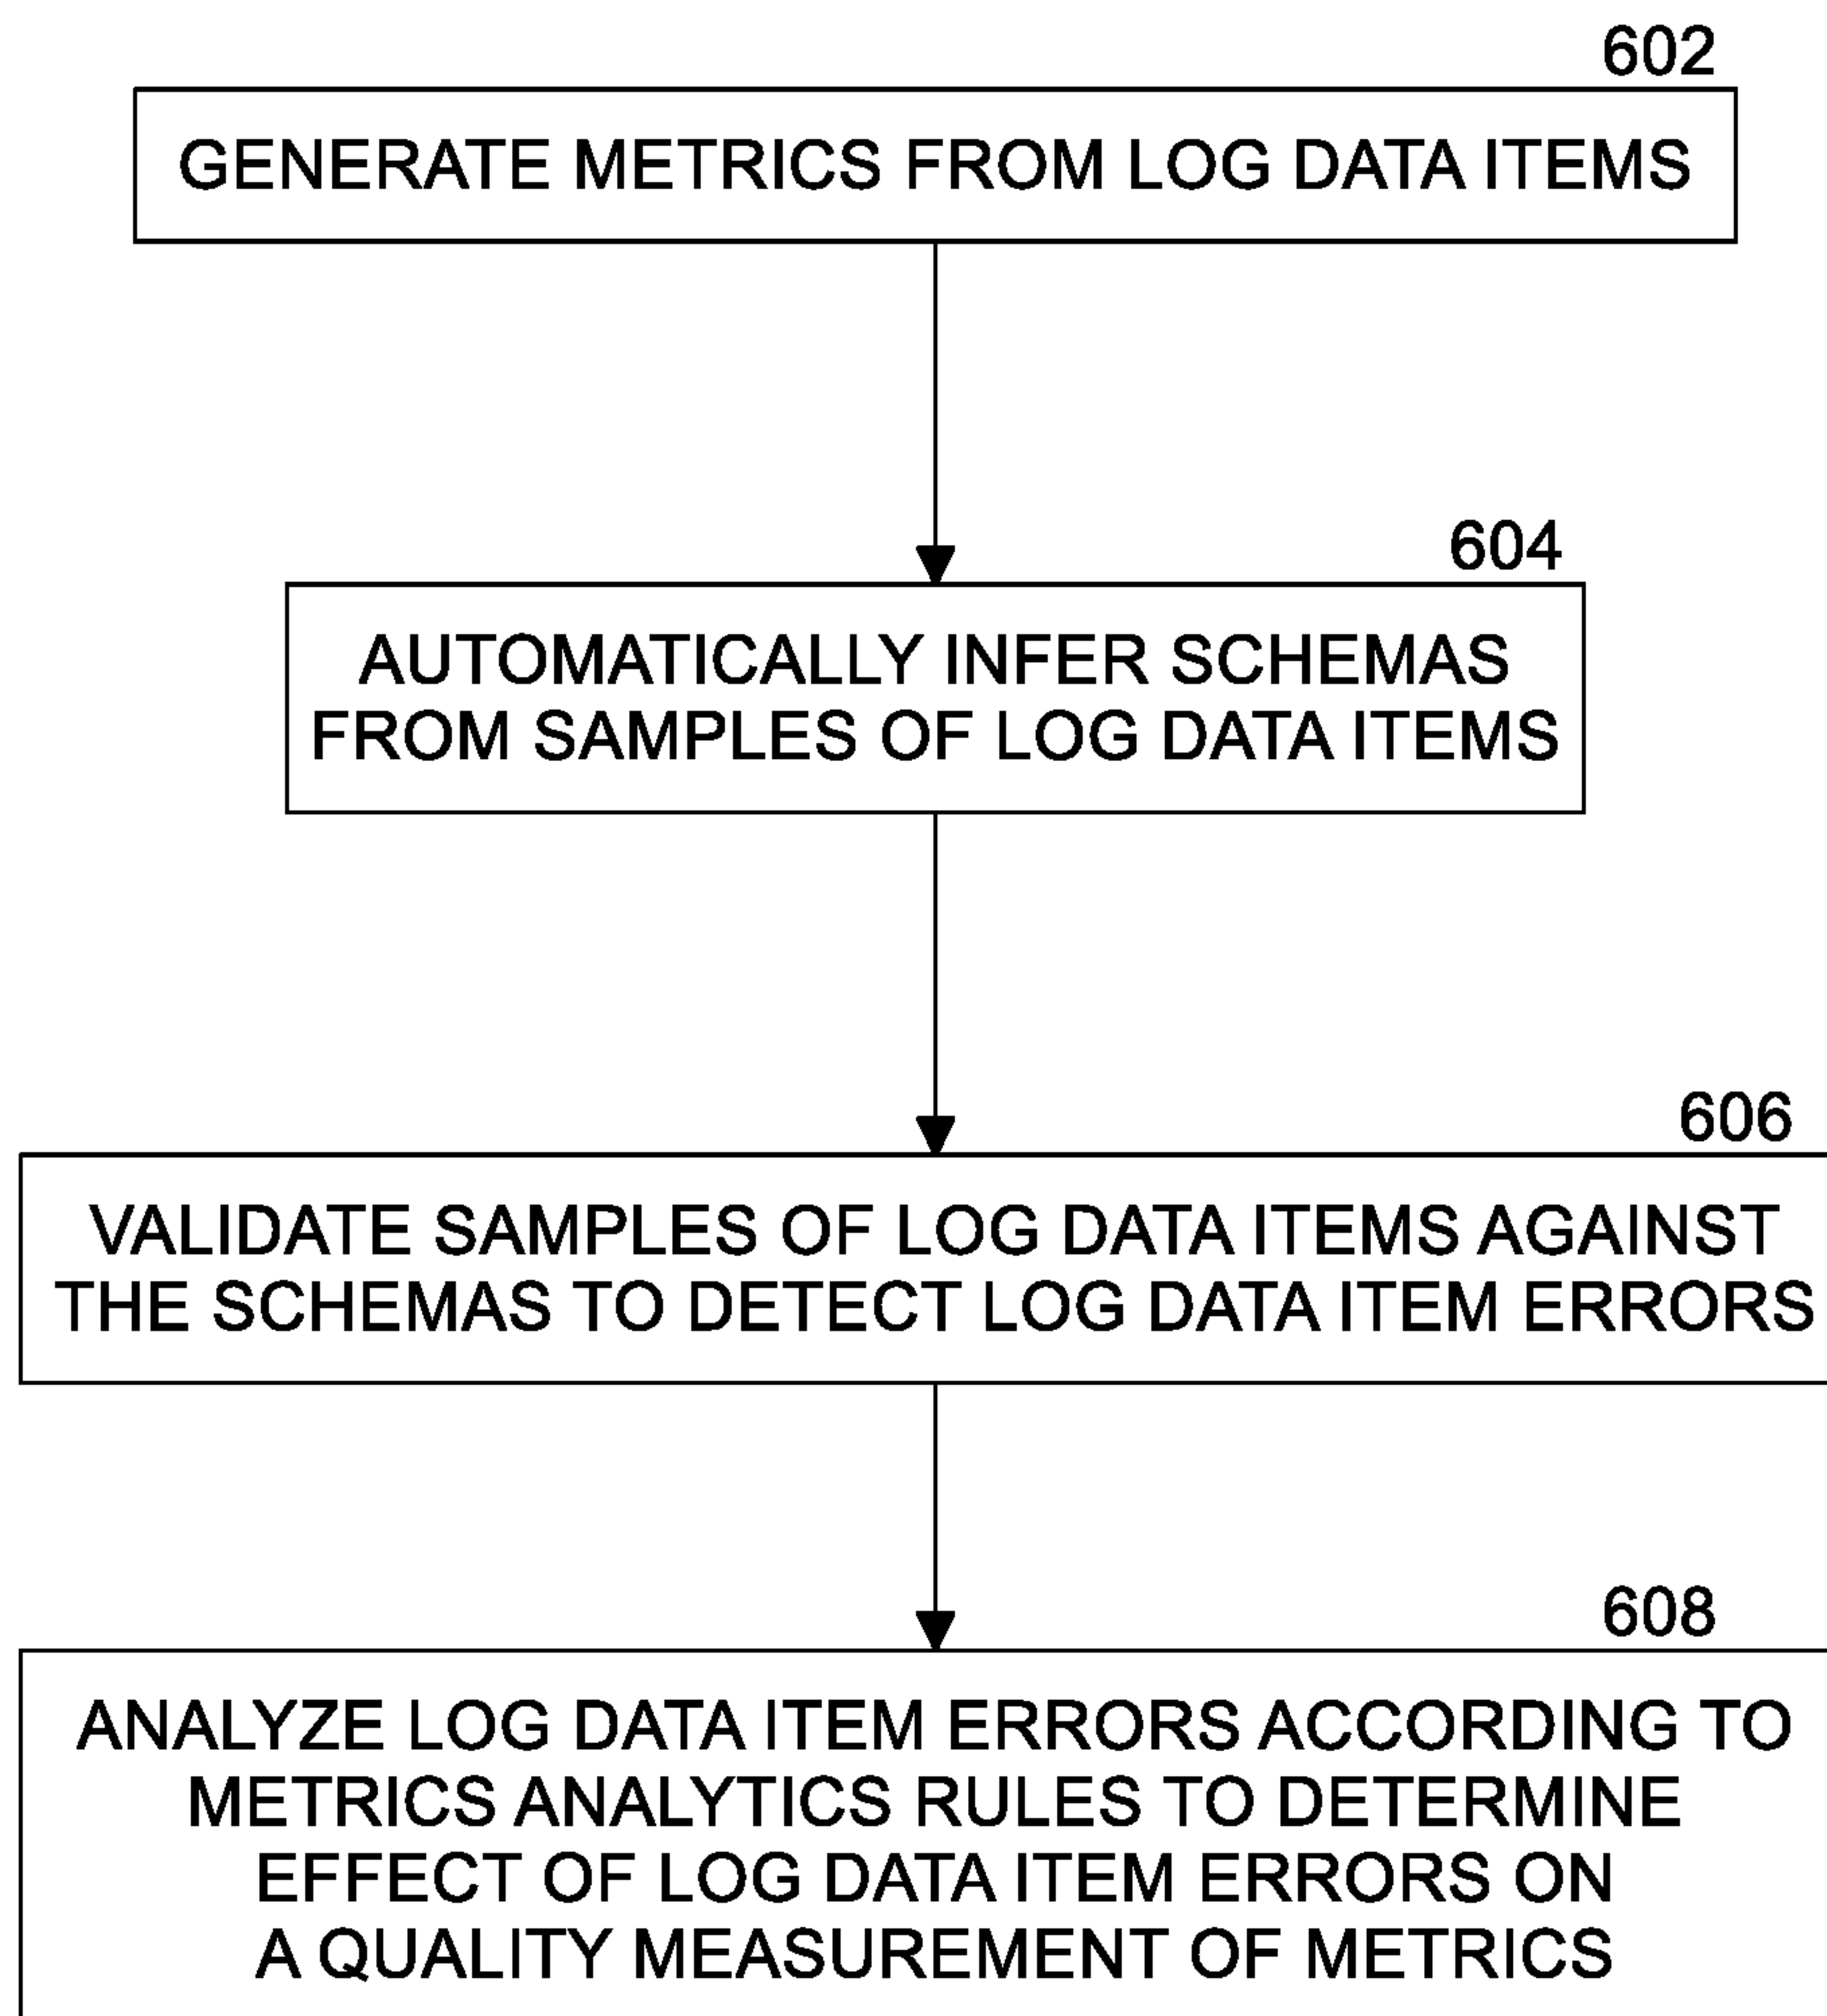 602
GENERATE METRICS FROM LOG DATA ITEMS
604
AUTOMATICALLY INFER SCHEMAS
FROM SAMPLES OF LOG DATA ITEMS
606
VALIDATE SAMPLES OF LOG DATA ITEMS AGAINST
THE SCHEMAS TO DETECT LOG DATA ITEM ERRORS
608
ANALYZE LOG DATA ITEM ERRORS ACCORDING TO
METRICS ANALYTICS RULES TO DETERMINE
EFFECT OF LOG DATA ITEM ERRORS ON
A QUALITY MEASUREMENT OF METRICS